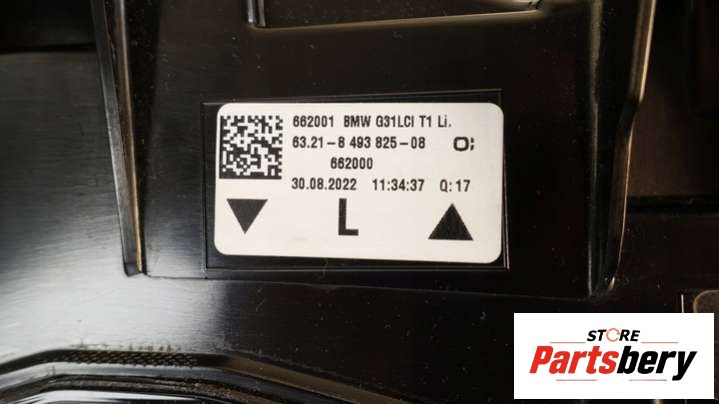 662001 BMW G31LCI T1 Li.
63.21-8 493 825-08
662000
30.08.2022 11:34:37 Q:17
L
STORE
Partsbery